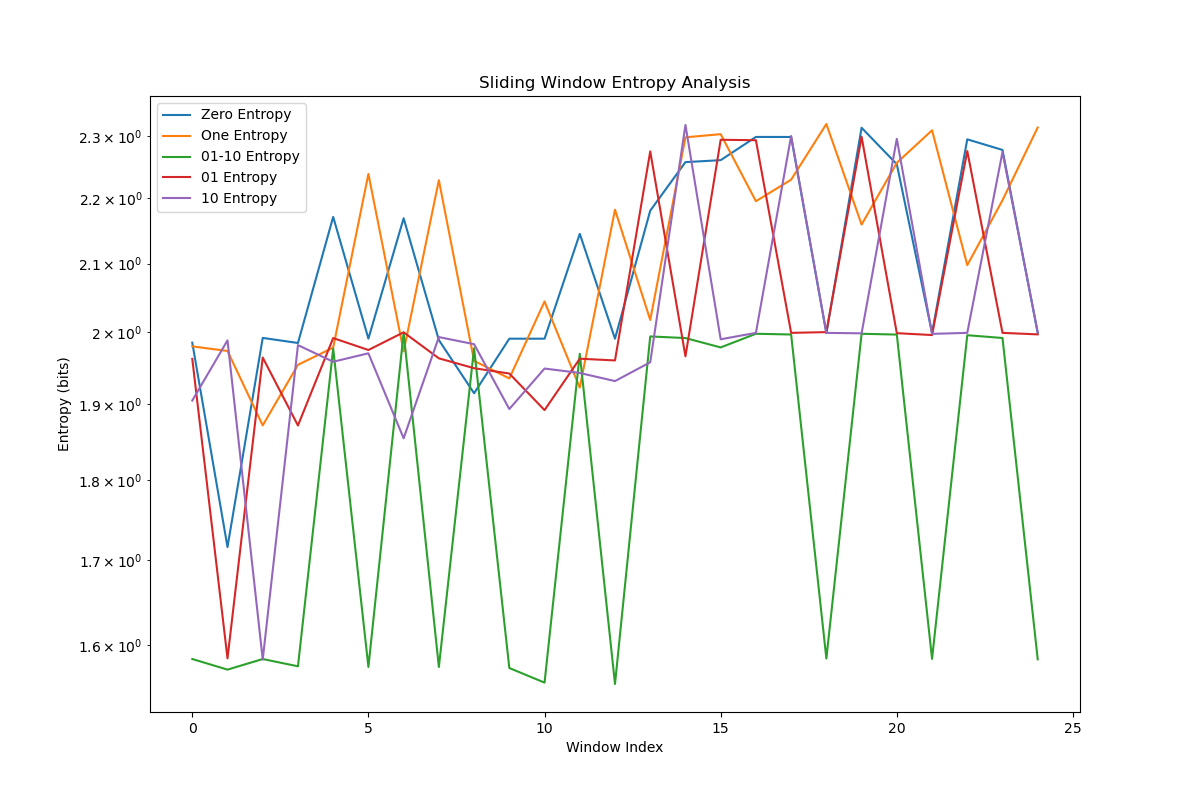 Sliding Window Entropy Analysis
Zero Entropy
One Entropy
01-10 Entropy
01 Entropy
10 Entropy
2.3 × 10⁰
2.2 × 10⁰
2.1 × 10⁰
2 × 10⁰
1.9 × 10⁰
1.8 × 10⁰
1.7 × 10⁰
1.6 × 10⁰
Entropy (bits)
0 5 10 15 20 25
Window Index